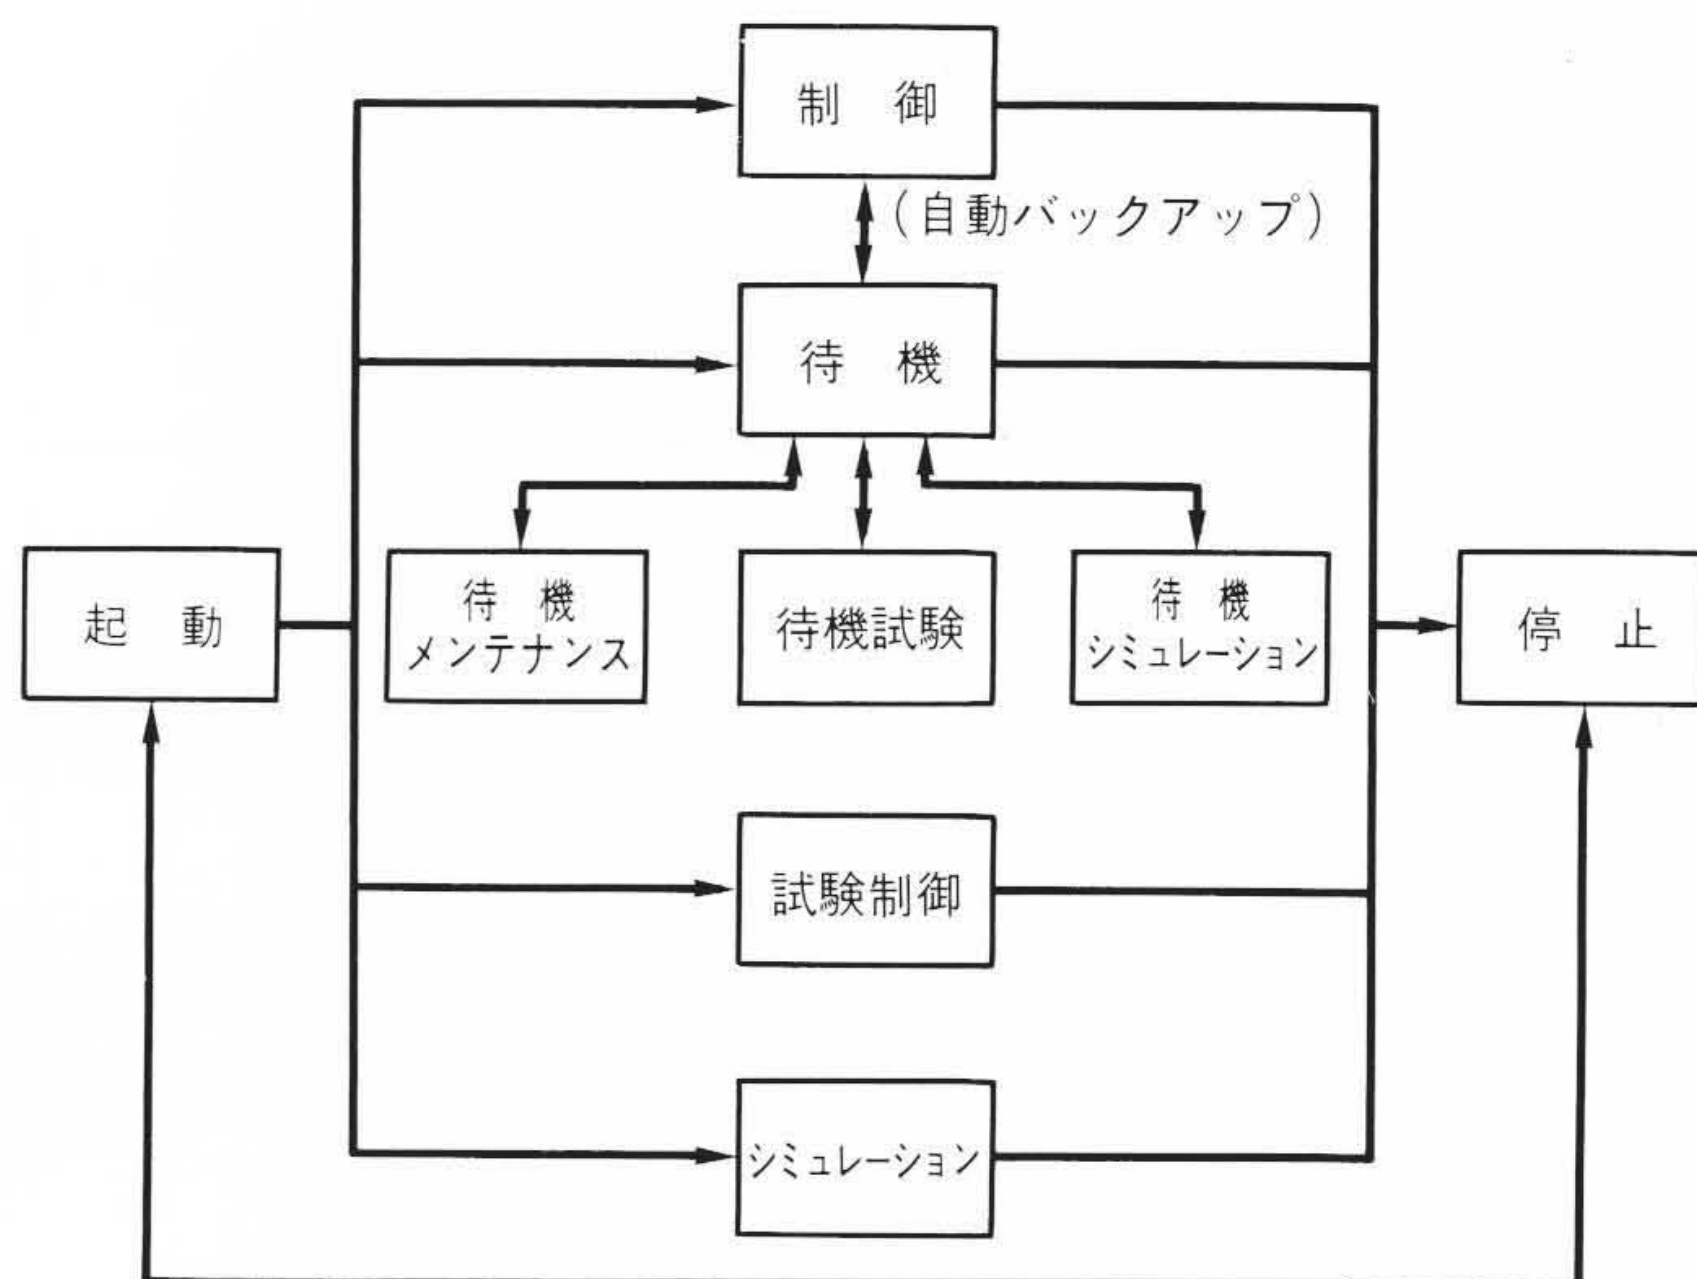 制 御
(自動バックアップ)
待 機
起 動
待 機
メンテナンス
待機試験
待 機
シミュレーション
停 止
試験制御
シミュレーション